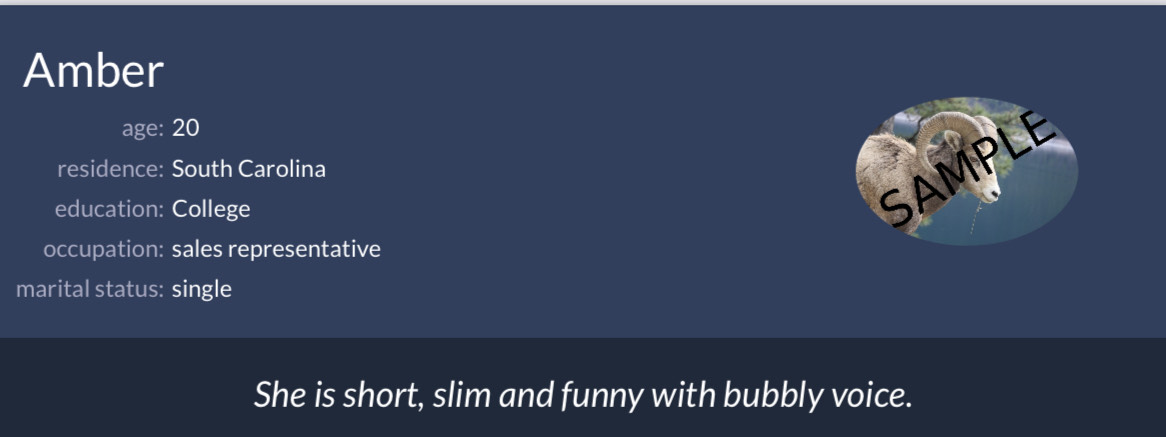 Amber
age: 20
residence: South Carolina
education: College
occupation: sales representative
marital status: single
SAMPLE
She is short, slim and funny with bubbly voice.